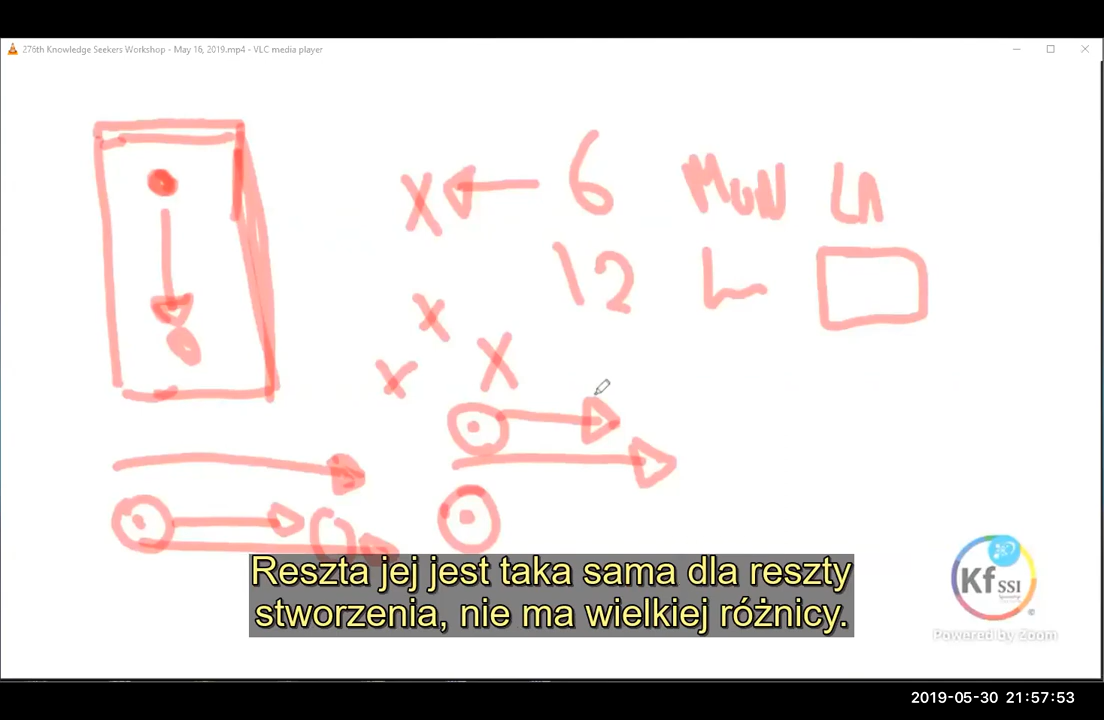 276th Knowledge Seekers Workshop - May 16, 2019.mp4 - VLC media player
X ← 6 MUN
12
X
X X
Reszta jej jest taka sama dla reszty
stworzenia, nie ma wielkiej różnicy.
Kf SSI
Powered by Zoom
2019-05-30 21:57:53